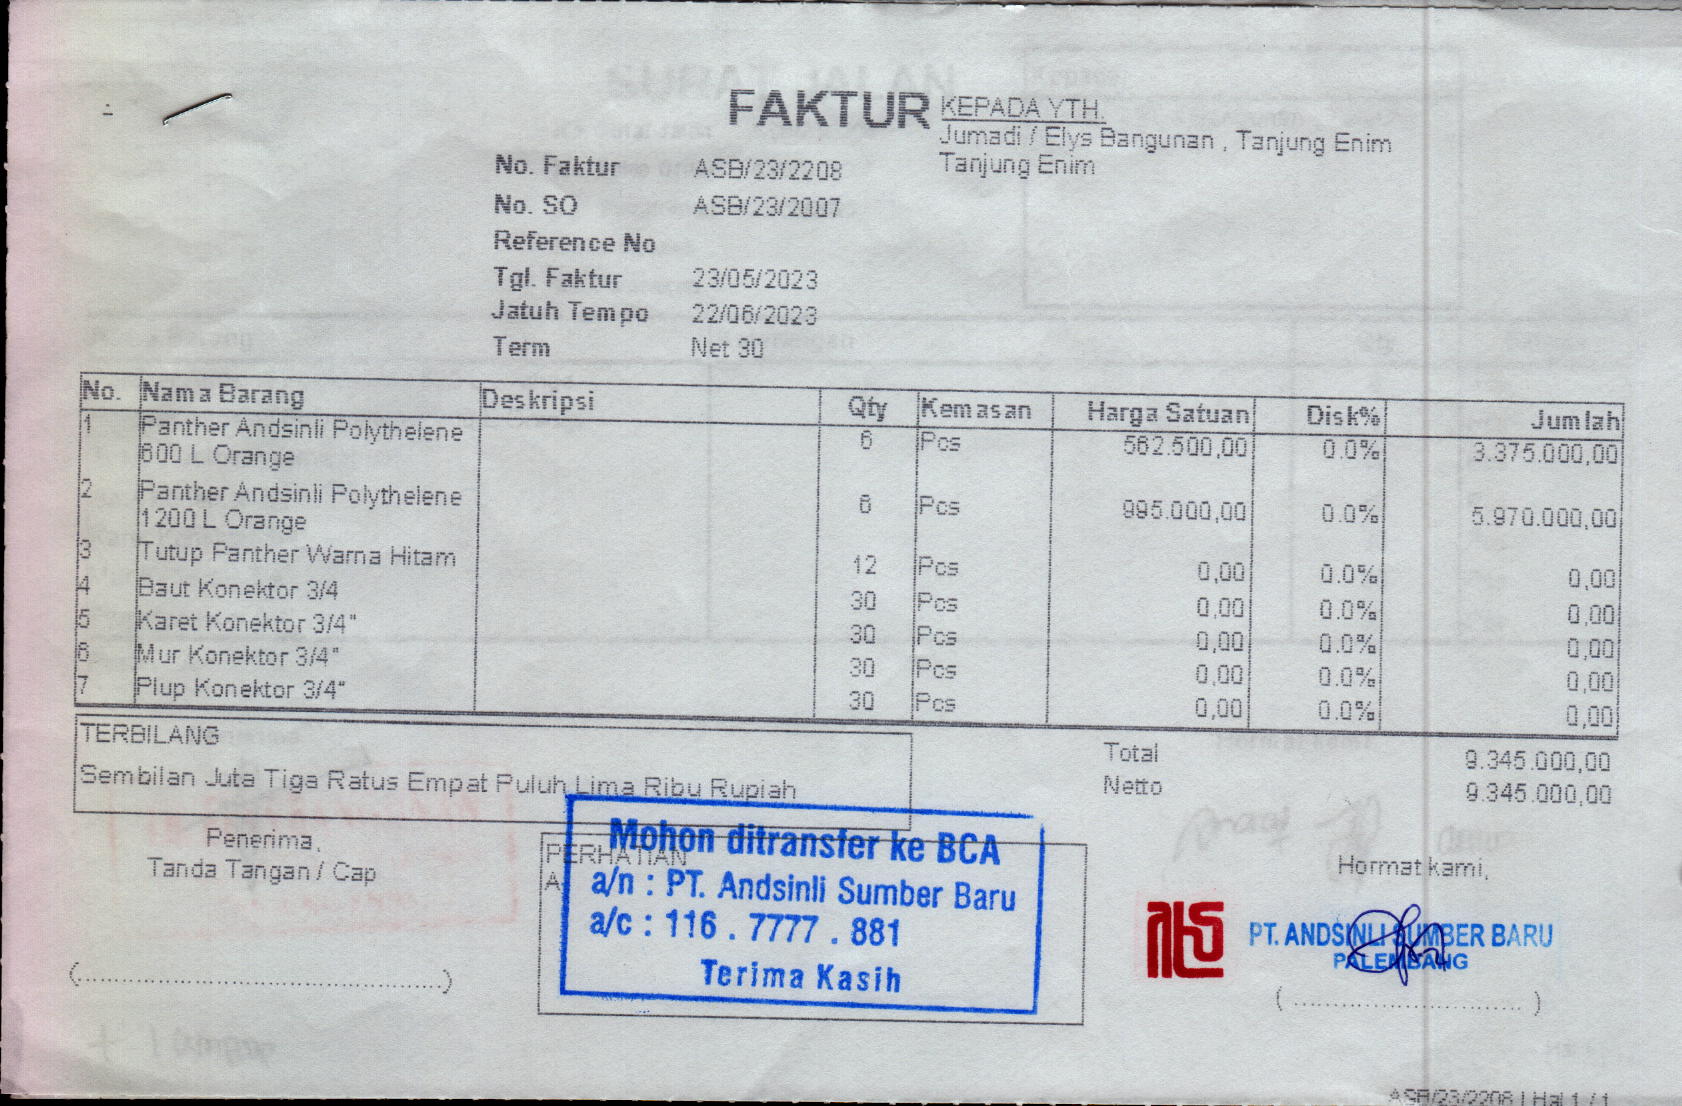 FAKTUR
KEPADA YTH.
Jumadi / Elys Bangunan , Tanjung Enim
Tanjung Enim
No. Faktur ASB/23/2208
No. SO ASB/23/2007
Reference No
Tgl. Faktur 23/05/2023
Jatuh Tempo 22/06/2023
Term Net 30
No. Nama Barang Deskripsi Qty Kemasan Harga Satuan Disk% Jumlah
1 Panther Andsinli Polythelene 6 Pcs 562.500,00 0.0% 3.375.000,00
600 L Orange
2 Panther Andsinli Polythelene 6 Pcs 995.000,00 0.0% 5.970.000,00
1200 L Orange
3 Tutup Panther Warna Hitam 12 Pcs 0,00 0.0% 0,00
4 Baut Konektor 3/4 30 Pcs 0,00 0.0% 0,00
5 Karet Konektor 3/4" 30 Pcs 0,00 0.0% 0,00
6 Mur Konektor 3/4" 30 Pcs 0,00 0.0% 0,00
7 Plup Konektor 3/4" 30 Pcs 0,00 0.0% 0,00
TERBILANG
Sembilan Juta Tiga Ratus Empat Puluh Lima Ribu Rupiah
Total 9.345.000,00
Netto 9.345.000,00
Penerima,
Tanda Tangan / Cap
(..............................................)
PERHATIAN
Mohon ditransfer ke BCA
a/n : PT. Andsinli Sumber Baru
a/c : 116 . 7777 . 881
Terima Kasih
Hormat kami,
PT. ANDSINLI SUMBER BARU
PALEMBANG
( ............................. )
ASB/23/2208 | Hal 1 / 1